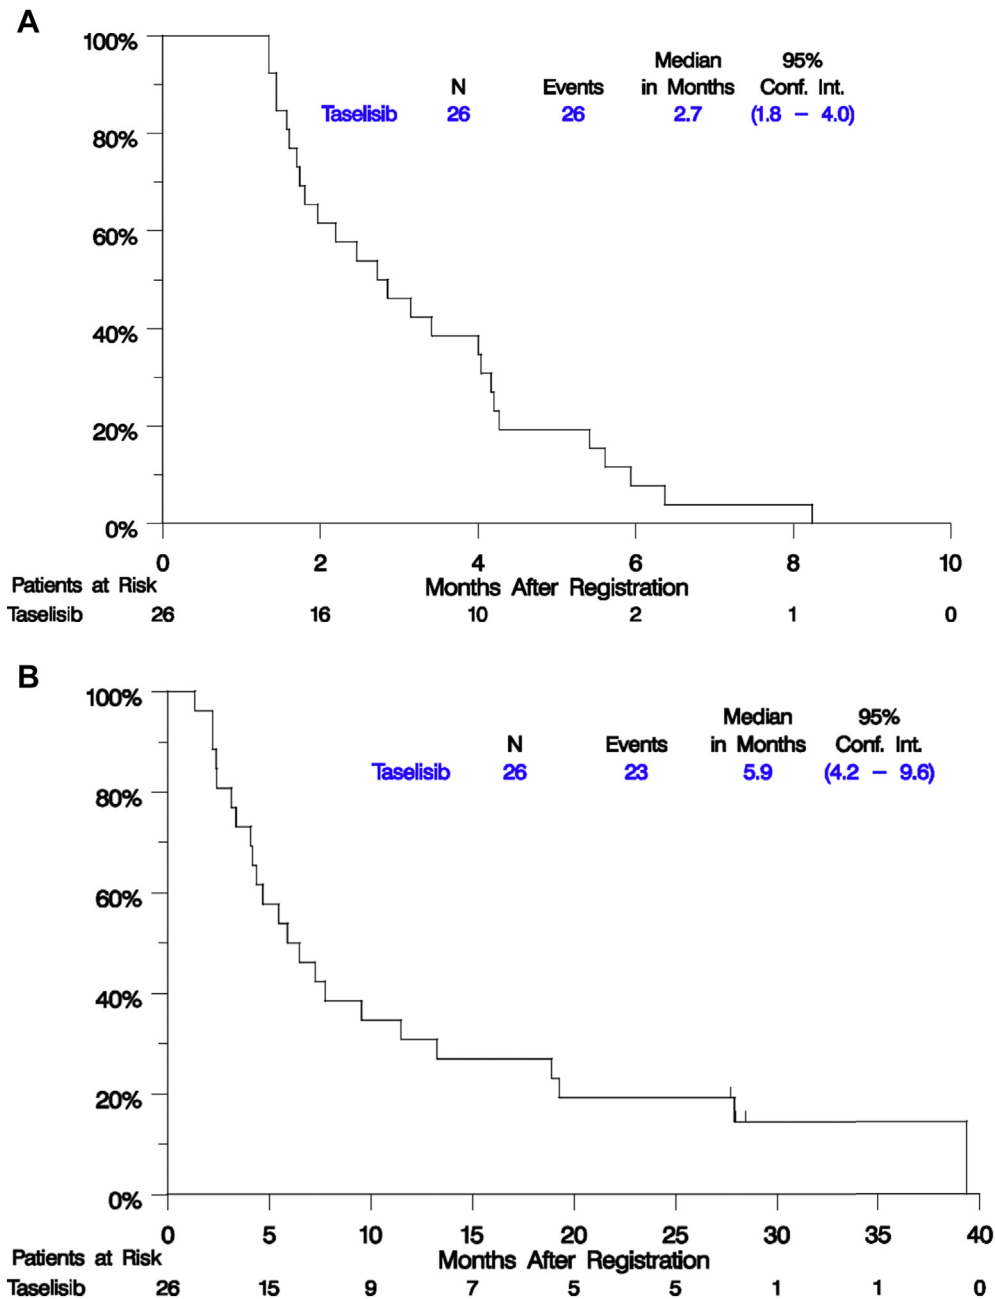 A
100%
80%
60%
40%
20%
0%
Median 95%
N Events in Months Conf. Int.
Taselisib 26 26 2.7 (1.8 – 4.0)
0 2 4 6 8 10
Patients at Risk Months After Registration
Taselisib 26 16 10 2 1 0
B
100%
80%
60%
40%
20%
0%
Median 95%
N Events in Months Conf. Int.
Taselisib 26 23 5.9 (4.2 – 9.6)
0 5 10 15 20 25 30 35 40
Patients at Risk Months After Registration
Taselisib 26 15 9 7 5 5 1 1 0